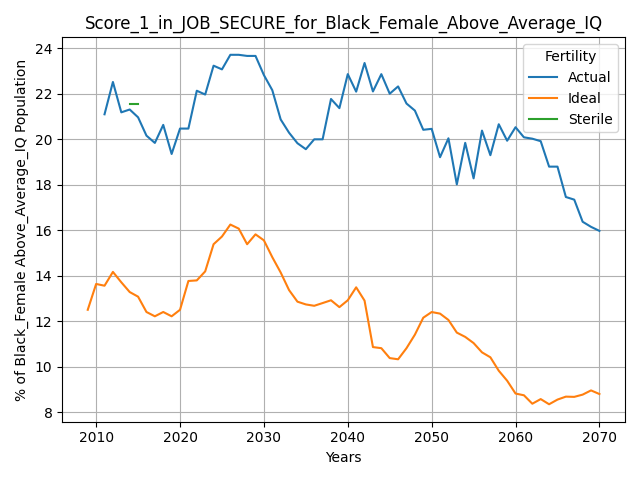 Score_1_in_JOB_SECURE_for_Black_Female_Above_Average_IQ
% of Black_Female Above_Average_IQ Population
24
22
20
18
16
14
12
10
8
Fertility
Actual
Ideal
Sterile
2010 2020 2030 2040 2050 2060 2070
Years